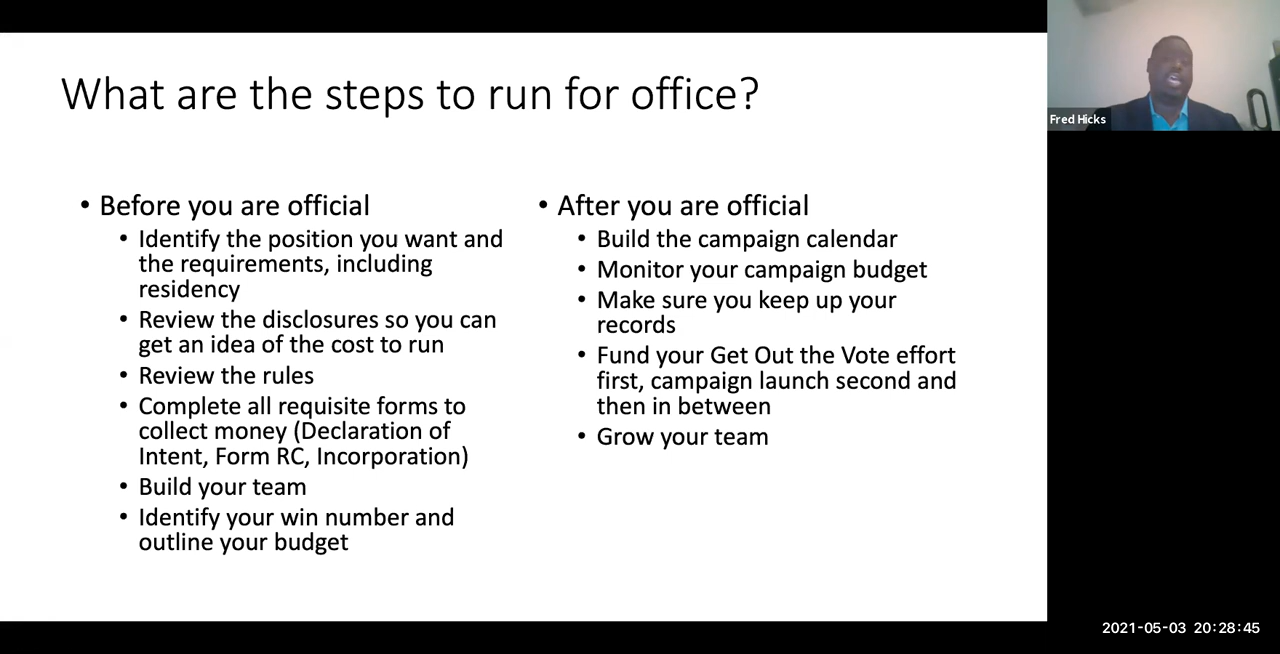 What are the steps to run for office?
• Before you are official
• Identify the position you want and
the requirements, including
residency
• Review the disclosures so you can
get an idea of the cost to run
• Review the rules
• Complete all requisite forms to
collect money (Declaration of
Intent, Form RC, Incorporation)
• Build your team
• Identify your win number and
outline your budget
• After you are official
• Build the campaign calendar
• Monitor your campaign budget
• Make sure you keep up your
records
• Fund your Get Out the Vote effort
first, campaign launch second and
then in between
• Grow your team
Fred Hicks
2021-05-03 20:28:45